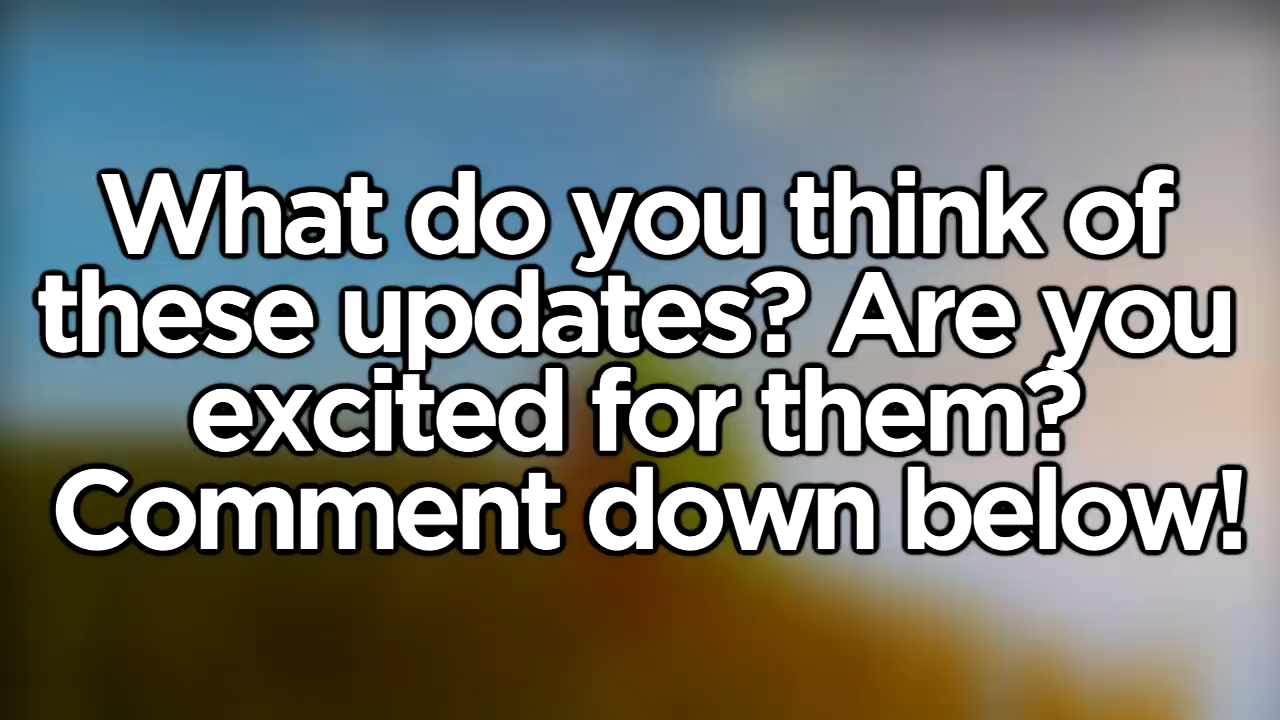 What do you think of
these updates? Are you
excited for them?
Comment down below!